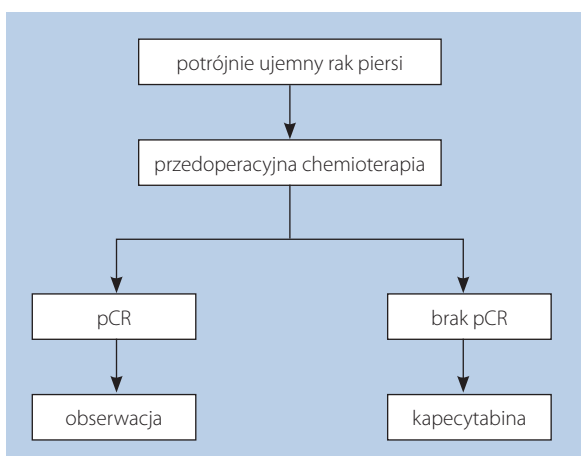 potrójnie ujemny rak piersi
przedoperacyjna chemioterapia
pCR
brak pCR
obserwacja
kapecytabina